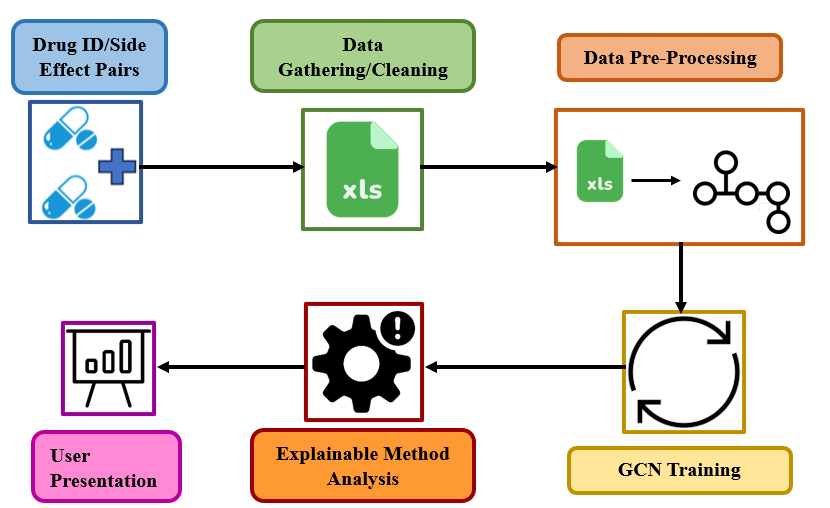 Drug ID/Side
Effect Pairs
Data
Gathering/Cleaning
Data Pre-Processing
xls
xls
User
Presentation
Explainable Method
Analysis
GCN Training